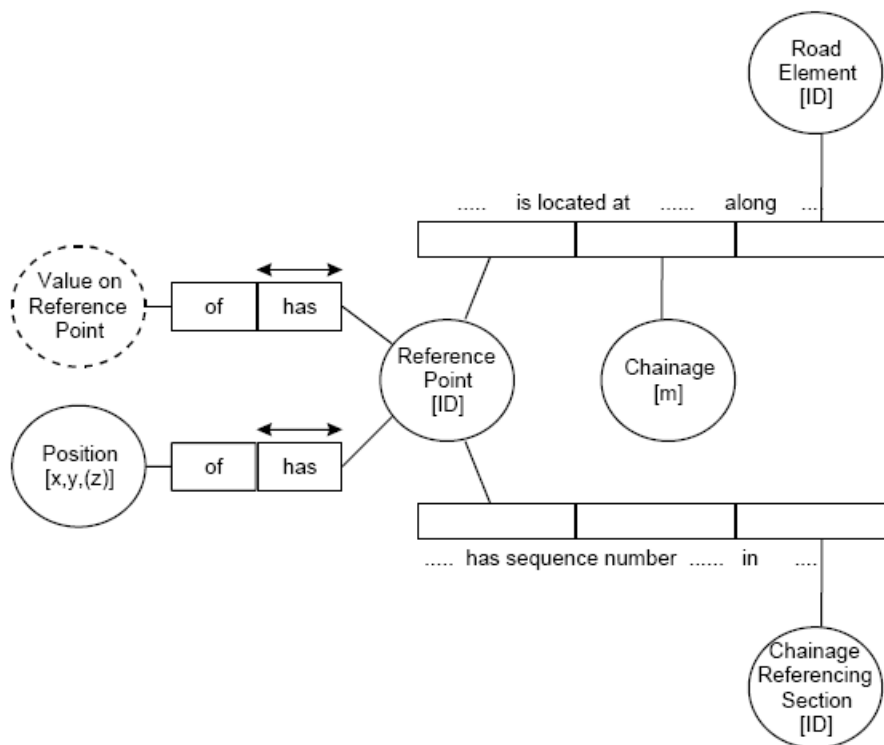 Road
Element
[ID]
..... is located at ...... along ....
Value on
Reference
Point
of has
Reference
Point
[ID]
Chainage
[m]
Position
[x,y,(z)]
of has
..... has sequence number ...... in ....
Chainage
Referencing
Section
[ID]